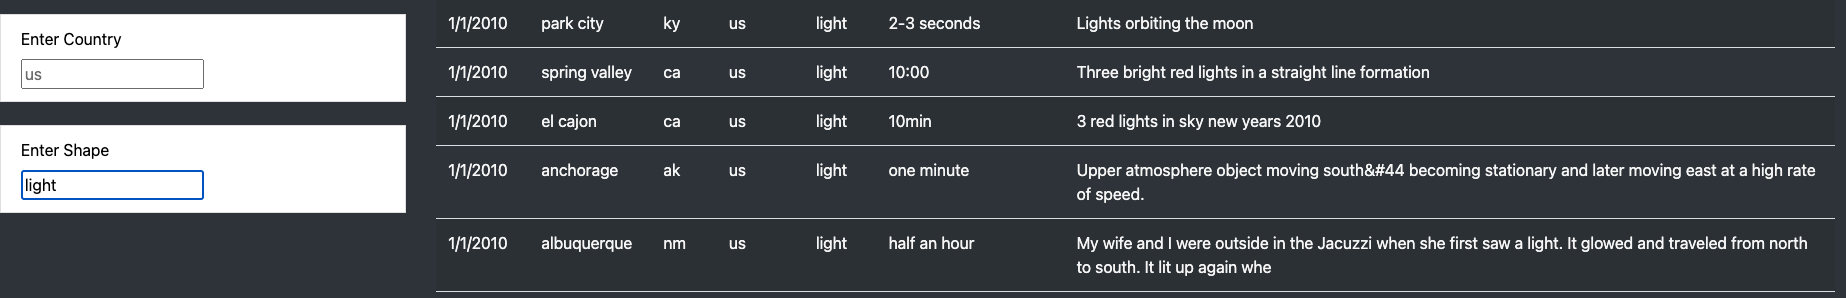 Enter Country
us
Enter Shape
light
1/1/2010 park city ky us light 2-3 seconds Lights orbiting the moon
1/1/2010 spring valley ca us light 10:00 Three bright red lights in a straight line formation
1/1/2010 el cajon ca us light 10min 3 red lights in sky new years 2010
1/1/2010 anchorage ak us light one minute Upper atmosphere object moving south&#44 becoming stationary and later moving east at a high rate
of speed.
1/1/2010 albuquerque nm us light half an hour My wife and I were outside in the Jacuzzi when she first saw a light. It glowed and traveled from north
to south. It lit up again whe